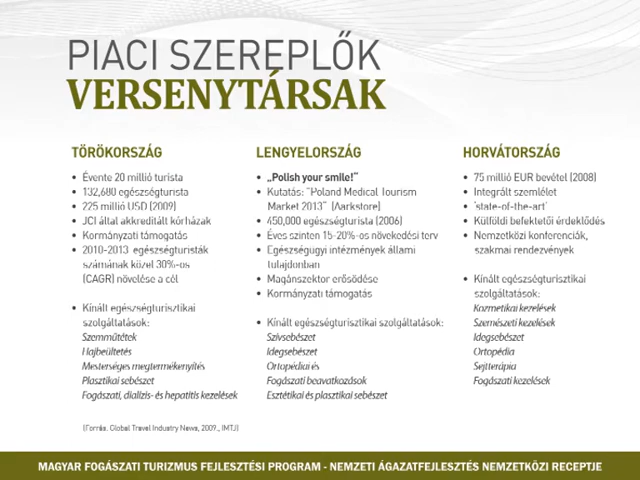 PIACI SZEREPLŐK
VERSENYTÁRSAK
TÖRÖKORSZÁG
• Évente 20 millió turista
• 132,680 egészségturista
• 225 millió USD (2009)
• JCI által akkreditált kórházak
• Kormányzati támogatás
• 2010-2013 egészségturisták
számának közel 30%-os
(CAGR) növelése a cél
• Kínált egészségturisztikai
szolgáltatások:
Szemműtétek
Hajbeültetés
Mesterséges megtermékenyítés
Plasztikai sebészet
Fogászati, dialízis- és hepatitis kezelések
LENGYELORSZÁG
• „Polish your smile!”
• Kutatás: "Poland Medical Tourism
Market 2013" (Aarkstore)
• 450,000 egészségturista (2006)
• Éves szinten 15-20%-os növekedési terv
• Egészségügyi intézmények állami
tulajdonban
• Magánszektor erősödése
• Kormányzati támogatás
• Kínált egészségturisztikai szolgáltatások:
Szívsebészet
Idegsebészet
Ortopédiai és
Fogászati beavatkozások
Esztétikai és plasztikai sebészet
HORVÁTORSZÁG
• 75 millió EUR bevétel (2008)
• Integrált szemlélet
• 'state-of-the-art'
• Külföldi befektetői érdeklődés
• Nemzetközi konferenciák,
szakmai rendezvények
• Kínált egészségturisztikai
szolgáltatások:
Kozmetikai kezelések
Szemészeti kezelések
Idegsebészet
Ortopédia
Sejtterápia
Fogászati kezelések
(Forrás: Global Travel Industry News, 2009., IMTJ)
MAGYAR FOGÁSZATI TURIZMUS FEJLESZTÉSI PROGRAM - NEMZETI ÁGAZATFEJLESZTÉS NEMZETKÖZI RECEPTJE